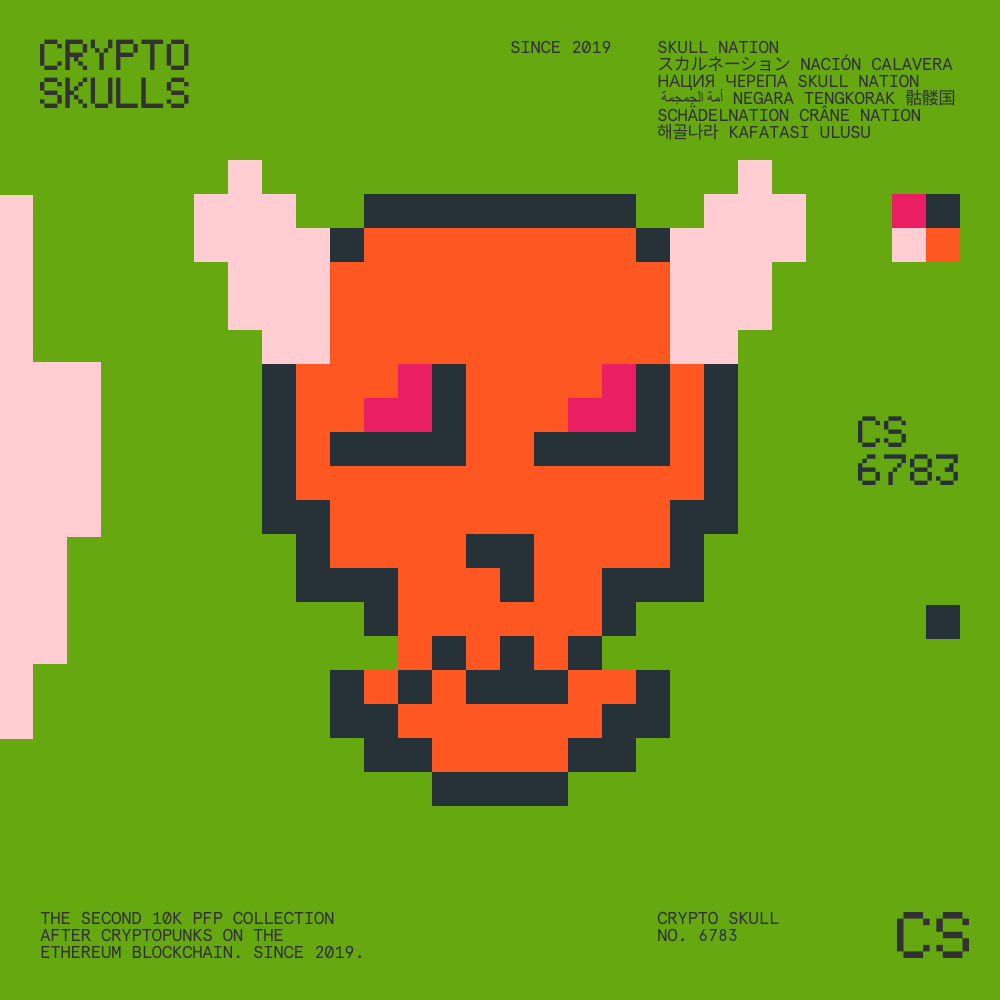 CRYPTO
SKULLS
SINCE 2019
SKULL NATION
スカルネーション NACIÓN CALAVERA
НАЦИЯ ЧЕРЕПА SKULL NATION
أمة الجمجمة NEGARA TENGKORAK 骷髅国
SCHÄDELNATION CRÂNE NATION
해골나라 KAFATASI ULUSU
CS
6783
THE SECOND 10K PFP COLLECTION
AFTER CRYPTOPUNKS ON THE
ETHEREUM BLOCKCHAIN. SINCE 2019.
CRYPTO SKULL
NO. 6783
CS